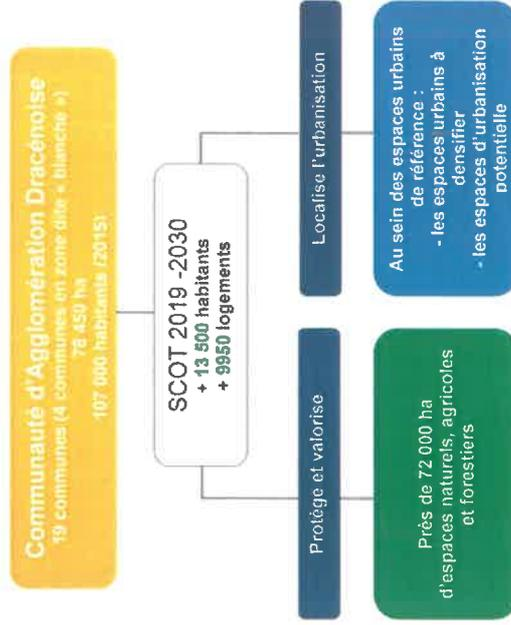 Communauté d'Agglomération Dracénoise
19 communes (4 communes en zone dite « blanche »)
78 450 ha
107 000 habitants (2015)
SCOT 2019 -2030
+ 13 500 habitants
+ 9950 logements
Protège et valorise
Près de 72 000 ha
d'espaces naturels, agricoles
et forestiers
Localise l'urbanisation
Au sein des espaces urbains
de référence :
- les espaces urbains à
densifier
- les espaces d'urbanisation
potentielle